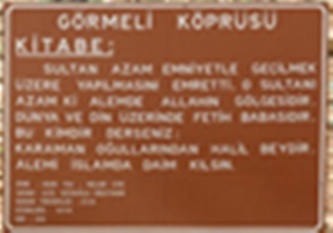 GÖRMELİ KÖPRÜSÜ
KİTABE:
SULTAN AZAM EMNİYETLE GEÇİLMEK
ÜZERE YAPILMASINI EMRETTİ, O SULTANI
AZAM Kİ ALEMDE ALLAHIN GÖLGESİDİR.
DÜNYA VE DİN ÜZERİNDE FETİH BABASIDIR.
BU KİMDİR DERSENİZ:
KARAMAN OĞULLARINDAN HALİL BEYDİR.
ALEMİ İSLAMDA DAİM KILSIN.